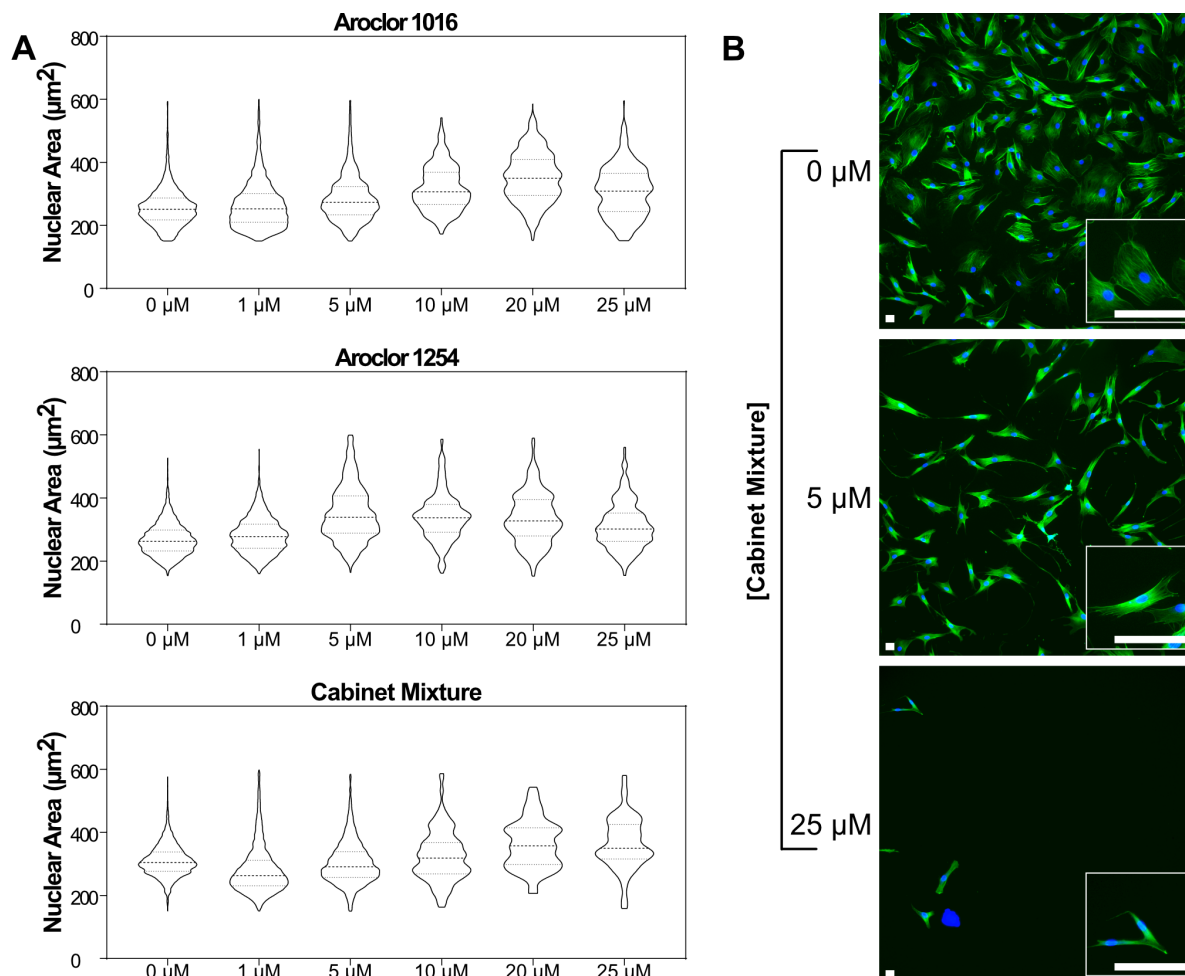 A
Aroclor 1016
Nuclear Area (µm²)
800
600
400
200
0
0 µM 1 µM 5 µM 10 µM 20 µM 25 µM
Aroclor 1254
Nuclear Area (µm²)
800
600
400
200
0
0 µM 1 µM 5 µM 10 µM 20 µM 25 µM
Cabinet Mixture
Nuclear Area (µm²)
800
600
400
200
0
0 µM 1 µM 5 µM 10 µM 20 µM 25 µM
B
[Cabinet Mixture]
0 µM
5 µM
25 µM